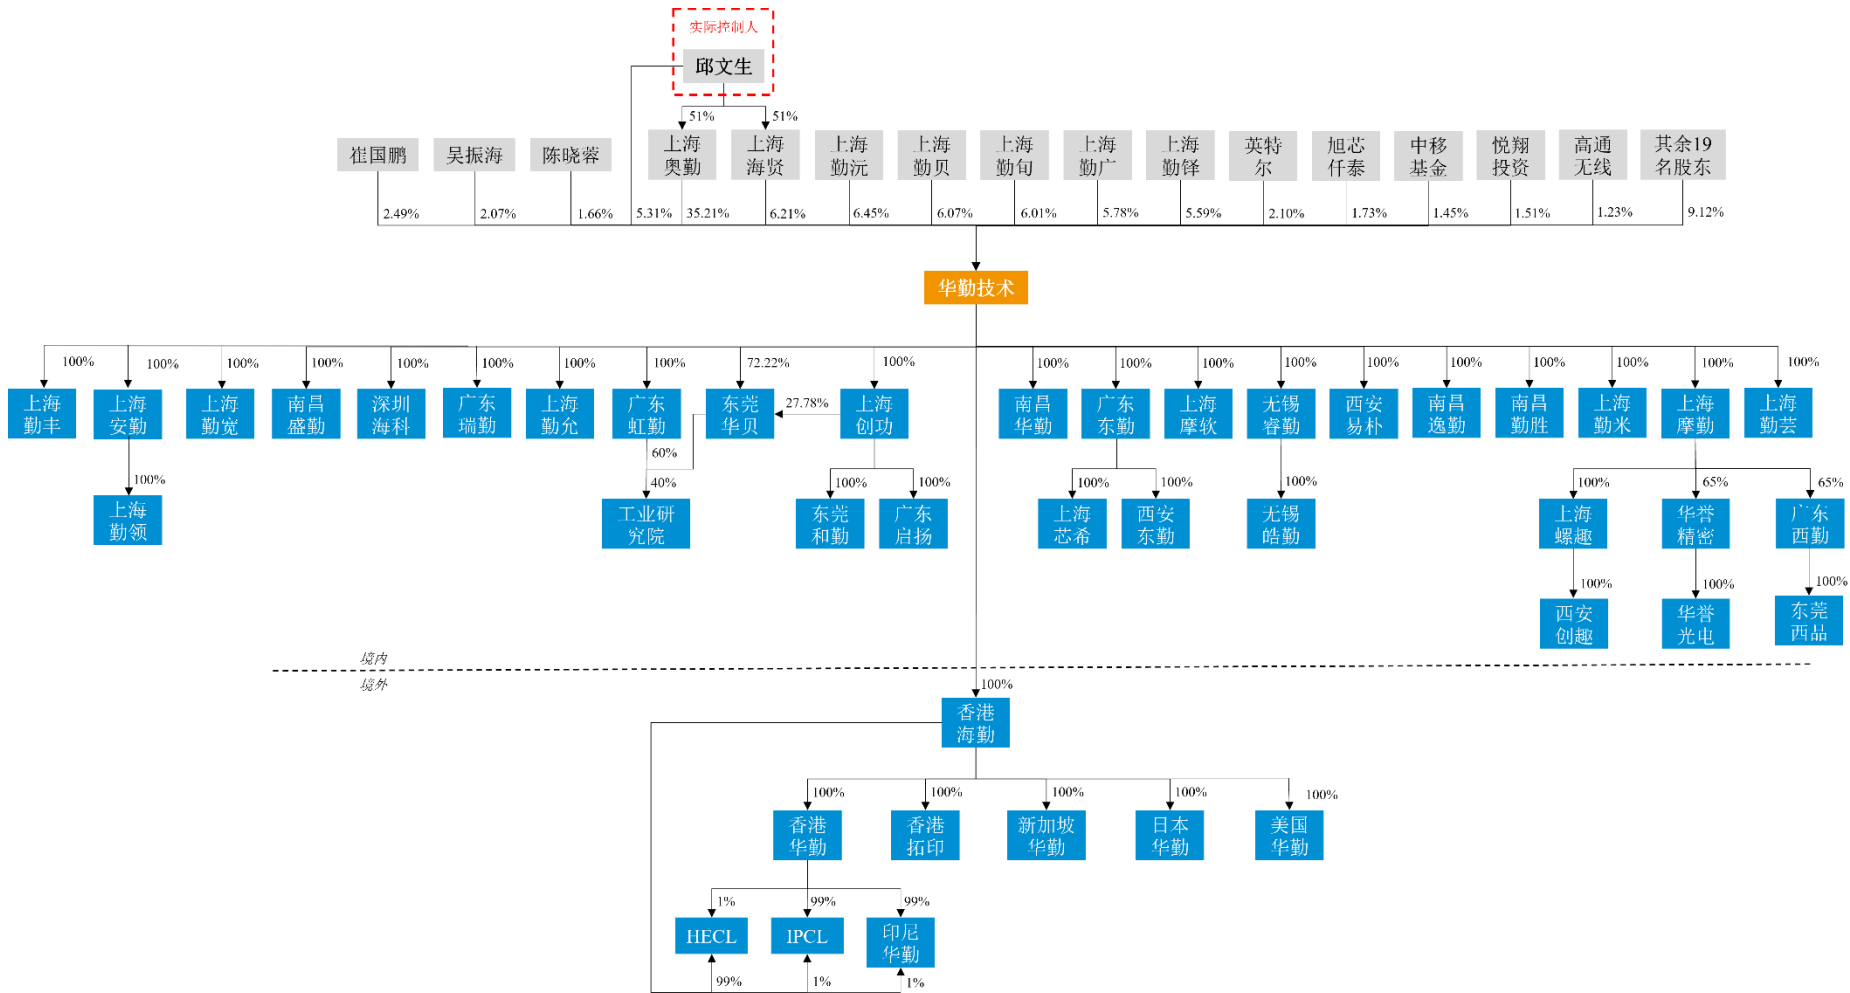 实际控制人
邱文生
51%
51%
崔国鹏
吴振海
陈晓蓉
上海
奥勤
上海
海贤
上海
勤沅
上海
勤贝
上海
勤旬
上海
勤广
上海
勤铎
英特
尔
旭芯
仟泰
中移
基金
悦翔
投资
高通
无线
其余19
名股东
2.49%
2.07%
1.66%
5.31%
35.21%
6.21%
6.45%
6.07%
6.01%
5.78%
5.59%
2.10%
1.73%
1.45%
1.51%
1.23%
9.12%
华勤技术
100%
100%
100%
100%
100%
100%
100%
100%
72.22%
100%
100%
100%
100%
100%
100%
100%
100%
100%
100%
100%
上海
勤丰
上海
安勤
上海
勤宽
南昌
盛勤
深圳
海科
广东
瑞勤
上海
勤允
广东
虹勤
东莞
华贝
27.78%
上海
创功
南昌
华勤
广东
东勤
上海
摩软
无锡
睿勤
西安
易朴
南昌
逸勤
南昌
勤胜
上海
勤米
上海
摩勤
上海
勤芸
100%
60%
40%
100%
100%
100%
100%
100%
100%
65%
65%
上海
勤领
工业研
究院
东莞
和勤
广东
启扬
上海
芯希
西安
东勤
无锡
皓勤
上海
螺趣
华誉
精密
广东
西勤
100%
100%
100%
西安
创趣
华誉
光电
东莞
西品
境内
境外
100%
香港
海勤
100%
100%
100%
100%
100%
香港
华勤
香港
拓印
新加坡
华勤
日本
华勤
美国
华勤
1%
99%
99%
HECL
IPCL
印尼
华勤
99%
1%
1%